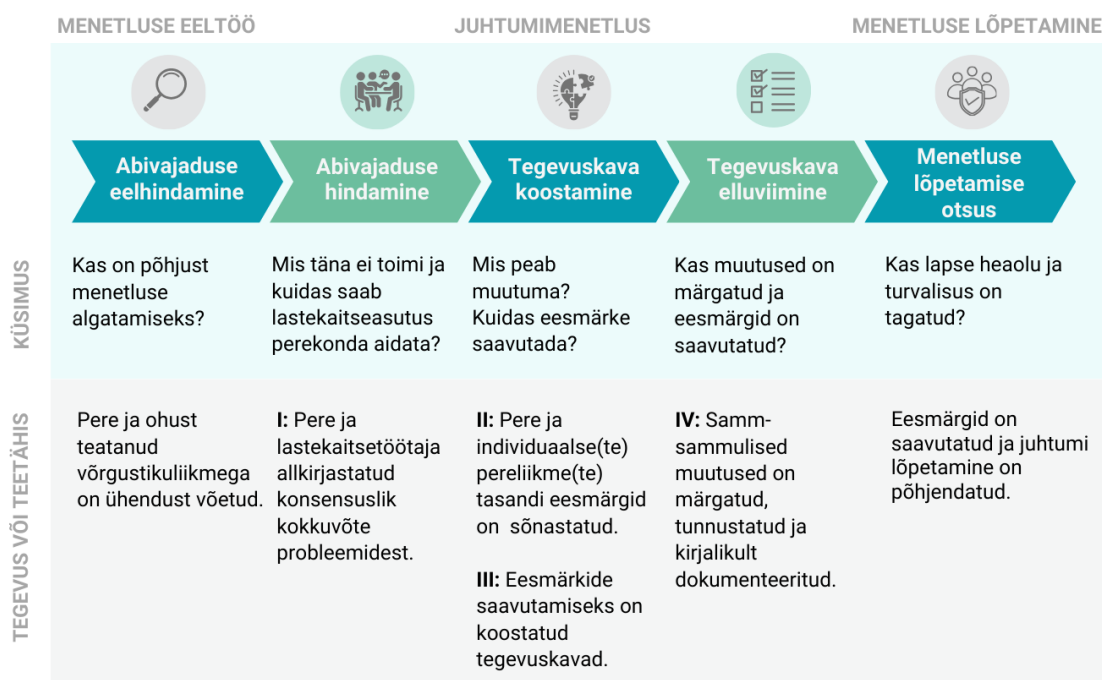 MENETLUSE EELTÖÖ
JUHTUMIMENETLUS
MENETLUSE LÕPETAMINE
Abivajaduse
eelhindamine
Abivajaduse
hindamine
Tegevuskava
koostamine
Tegevuskava
elluviimine
Menetluse
lõpetamise
otsus
KÜSIMUS
Kas on põhjust
menetluse
algatamiseks?
Mis täna ei toimi ja
kuidas saab
lastekaitseasutus
perekonda aidata?
Mis peab
muutuma?
Kuidas eesmärke
saavutada?
Kas muutused on
märgatud ja
eesmärgid on
saavutatud?
Kas lapse heaolu ja
turvalisus on
tagatud?
TEGEVUS VÕI TEETÄHIS
Pere ja ohust
teatanud
võrgustikuliikmega
on ühendust võetud.
I: Pere ja
lastekaitsetöötaja
allkirjastatud
konsensuslik
kokkuvõte
probleemidest.
II: Pere ja
individuaalse(te)
pereliikme(te)
tasandi eesmärgid
on sõnastatud.
III: Eesmärkide
saavutamiseks on
koostatud
tegevuskavad.
IV: Samm-
sammulised
muutused on
märgatud,
tunnustatud ja
kirjalikult
dokumenteeritud.
Eesmärgid on
saavutatud ja juhtumi
lõpetamine on
põhjendatud.